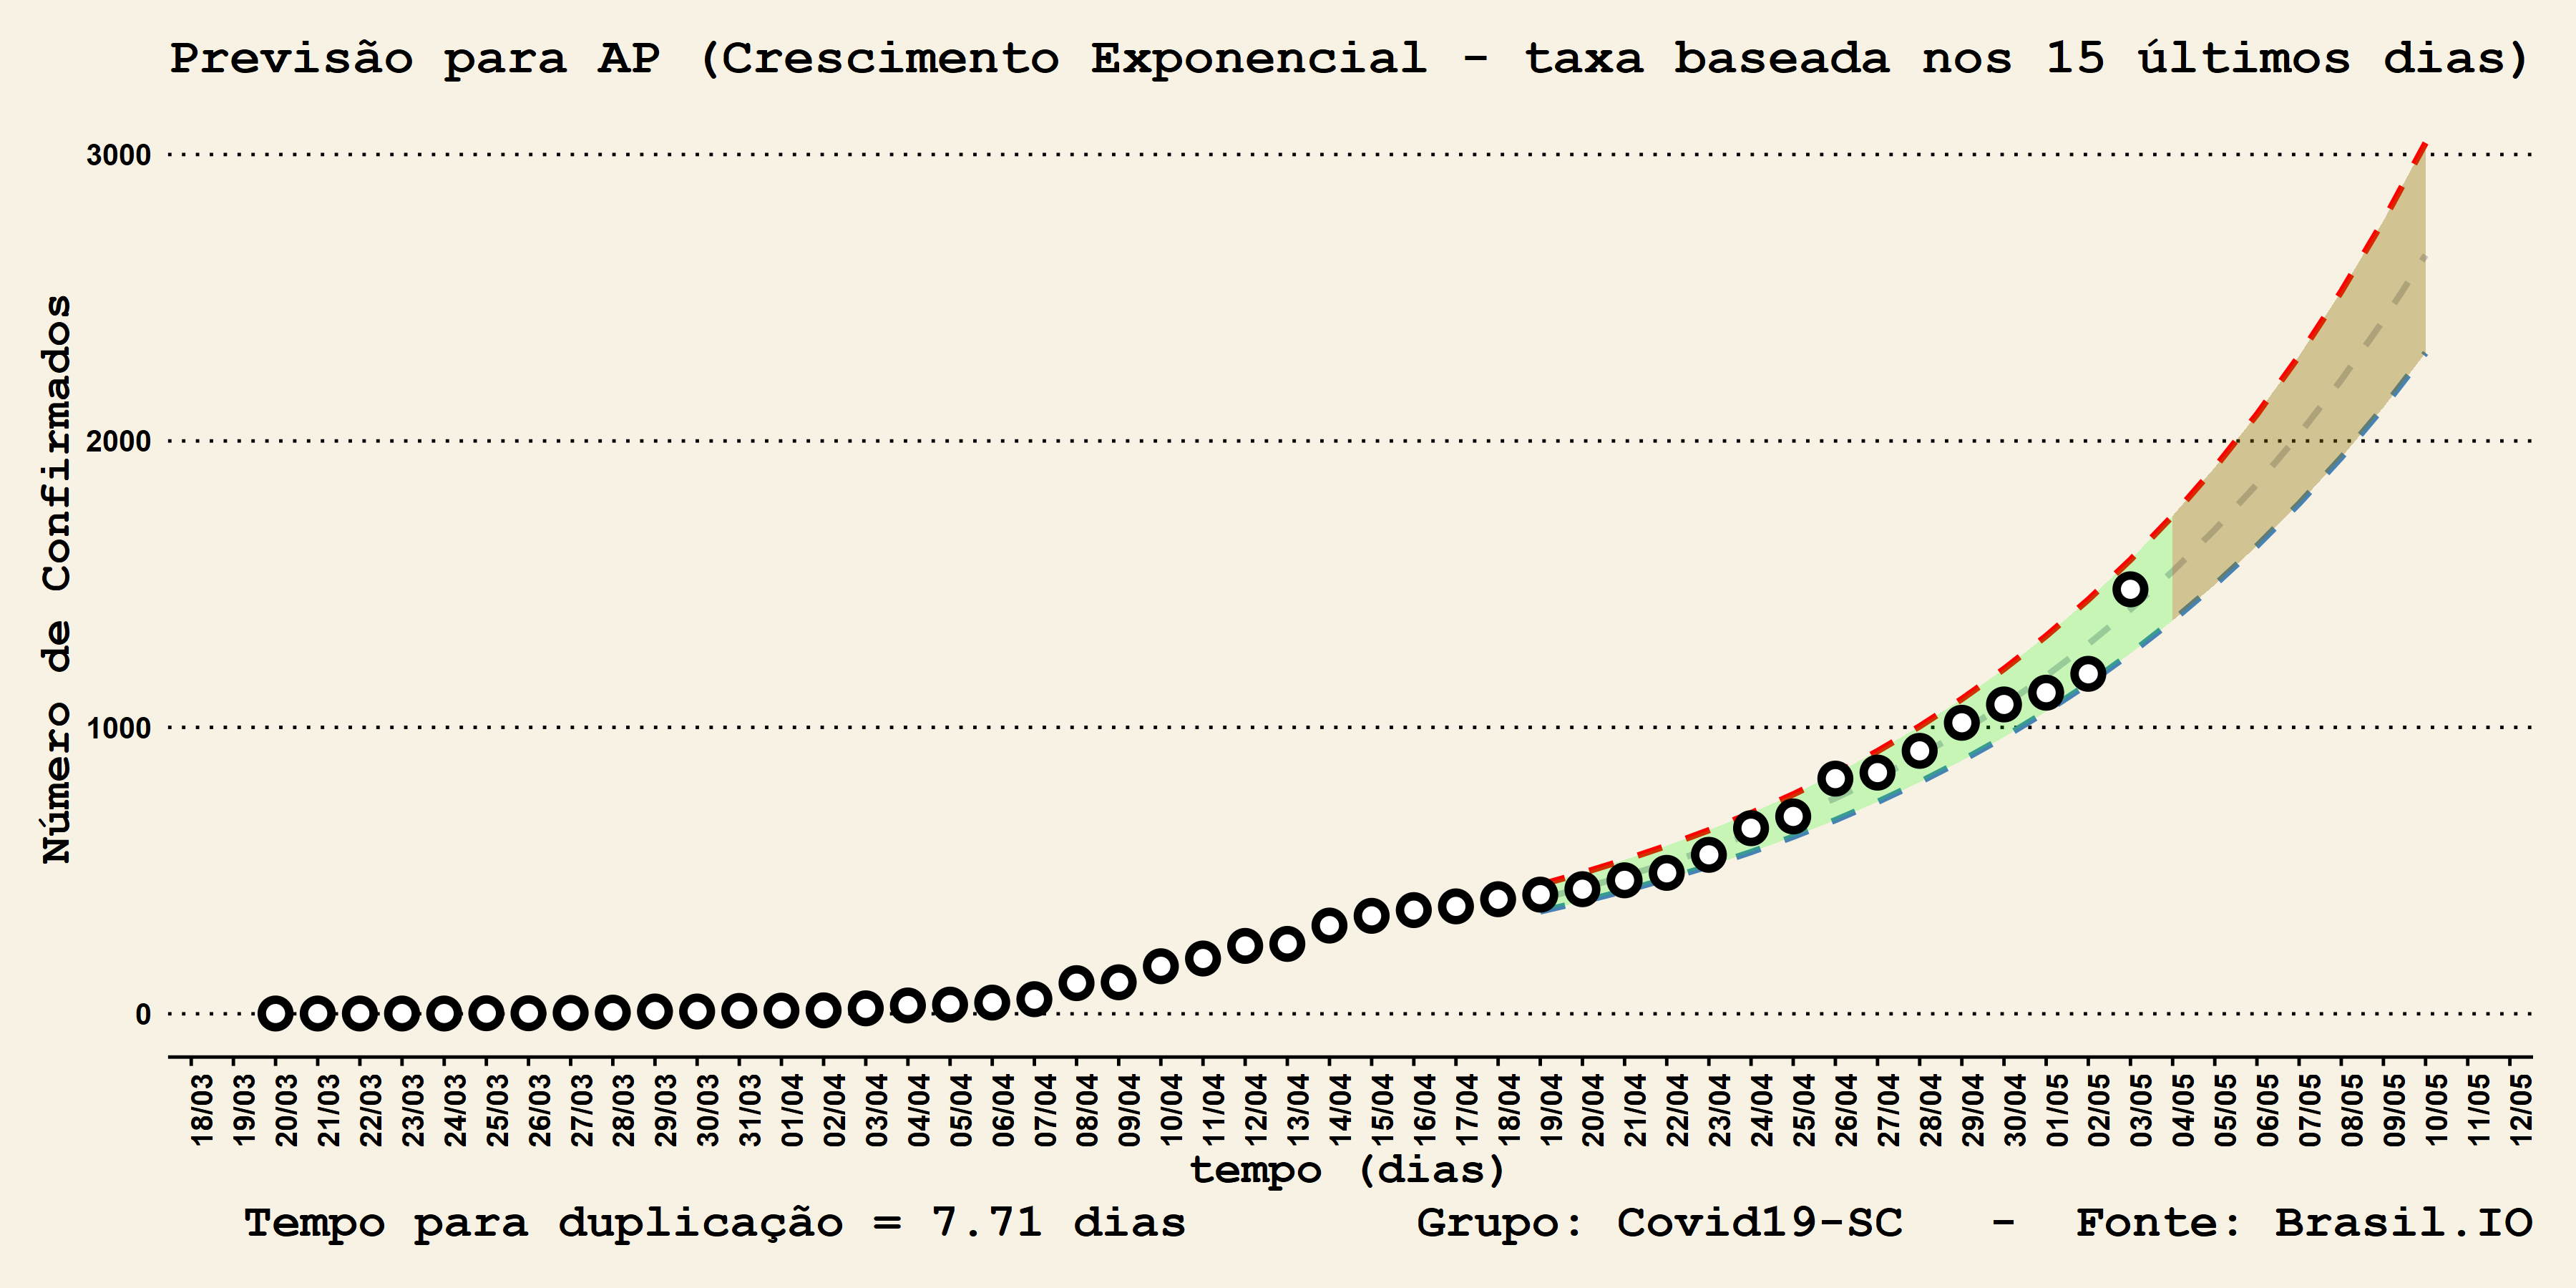 Previsão para AP (Crescimento Exponencial - taxa baseada nos 15 últimos dias)
Número de Confirmados
3000
2000
1000
0
18/03 19/03 20/03 21/03 22/03 23/03 24/03 25/03 26/03 27/03 28/03 29/03 30/03 31/03 01/04 02/04 03/04 04/04 05/04 06/04 07/04 08/04 09/04 10/04 11/04 12/04 13/04 14/04 15/04 16/04 17/04 18/04 19/04 20/04 21/04 22/04 23/04 24/04 25/04 26/04 27/04 28/04 29/04 30/04 01/05 02/05 03/05 04/05 05/05 06/05 07/05 08/05 09/05 10/05 11/05 12/05
tempo (dias)
Tempo para duplicação = 7.71 dias Grupo: Covid19-SC - Fonte: Brasil.IO